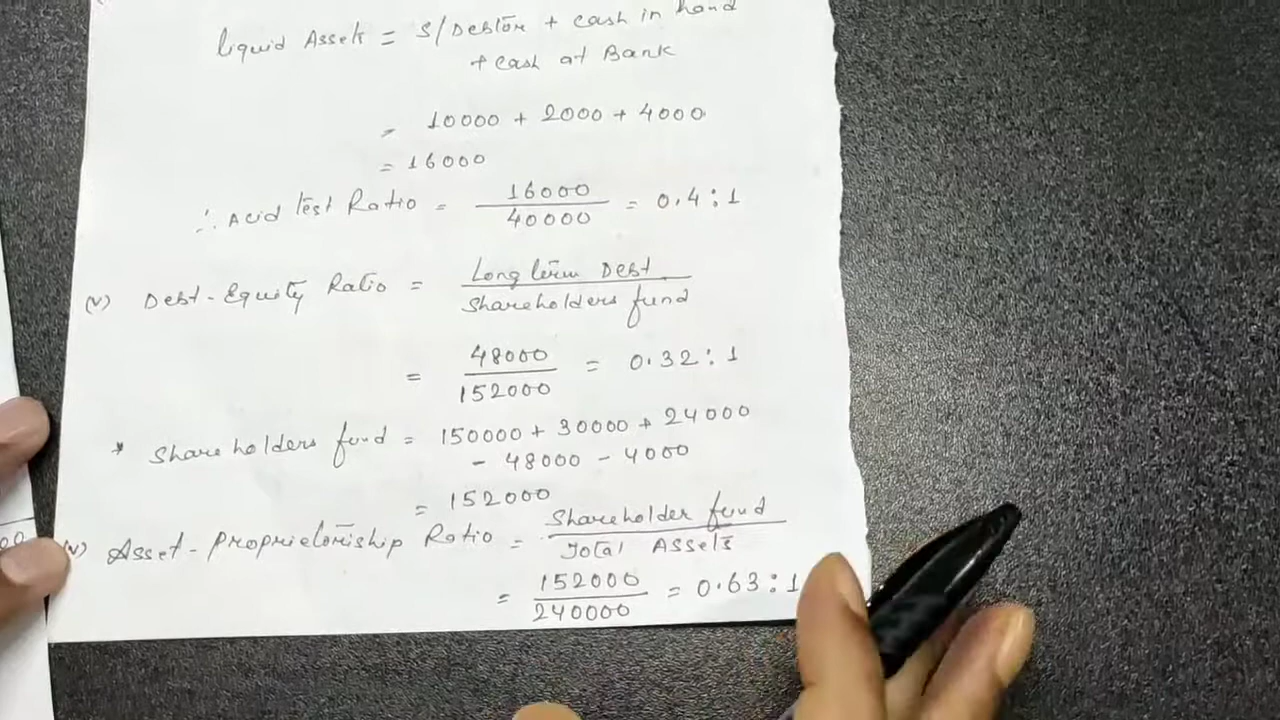 Liquid Assets = S/Debtor + cash in hand
+ cash at Bank
= 10000 + 2000 + 4000
= 16000
∴ Acid Test Ratio = 16000 / 40000 = 0.4 : 1
(V) Debt-Equity Ratio = Long term Debt / Shareholders fund
= 48000 / 152000 = 0.32 : 1
* Shareholders fund = 150000 + 30000 + 24000
- 48000 - 4000
= 152000
V) Asset-Proprietorship Ratio = Shareholder fund / Total Assets
= 152000 / 240000 = 0.63 : 1